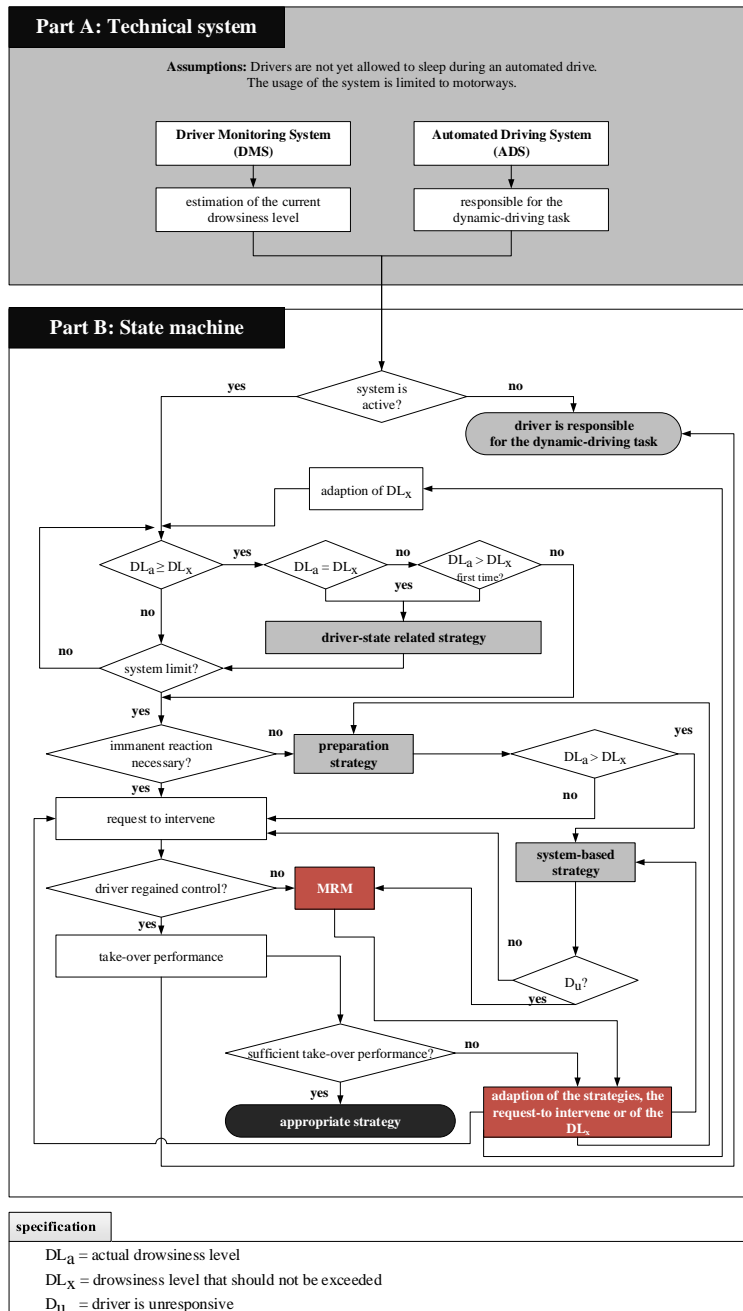 Part A: Technical system
Assumptions: Drivers are not yet allowed to sleep during an automated drive.
The usage of the system is limited to motorways.
Driver Monitoring System
(DMS)
Automated Driving System
(ADS)
estimation of the current
drowsiness level
responsible for the
dynamic-driving task
Part B: State machine
yes
system is
active?
no
driver is responsible
for the dynamic-driving task
adaption of DLx
DLa ≥ DLx
yes
DLa = DLx
no
DLa > DLx
first time?
no
yes
no
driver-state related strategy
no
system limit?
yes
immanent reaction
necessary?
no
preparation
strategy
DLa > DLx
yes
yes
no
request to intervene
system-based
strategy
driver regained control?
no
MRM
yes
no
take-over performance
Du?
yes
sufficient take-over performance?
no
yes
adaption of the strategies, the
request-to intervene or of the
DLx
appropriate strategy
specification
DLa = actual drowsiness level
DLx = drowsiness level that should not be exceeded
Du = driver is unresponsive